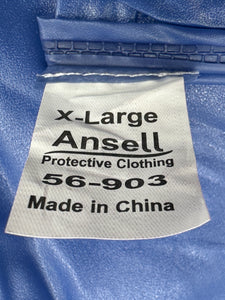 X-Large
Ansell
Protective Clothing
56-903
Made in China